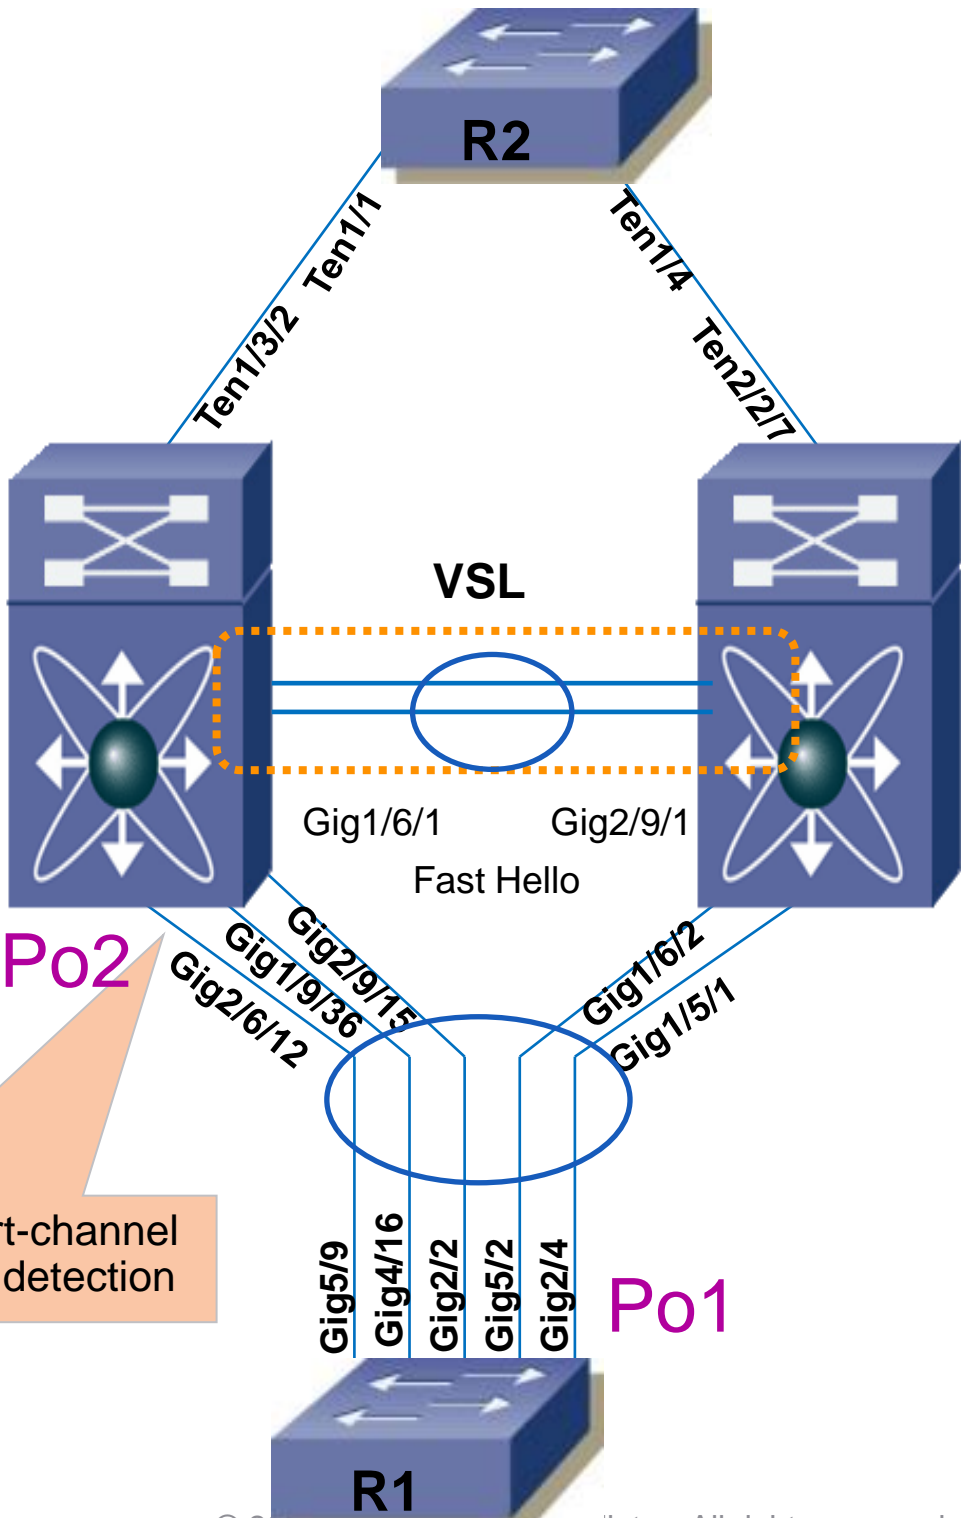 R2
Ten1/1
Ten1/4
Ten1/3/2
Ten2/2/7
VSL
Gig1/6/1
Gig2/9/1
Fast Hello
Po2
Gig2/9/15
Gig1/9/36
Gig2/6/12
Gig1/6/2
Gig1/5/1
rt-channel
detection
Gig5/9
Gig4/16
Gig2/2
Gig5/2
Gig2/4
Po1
R1